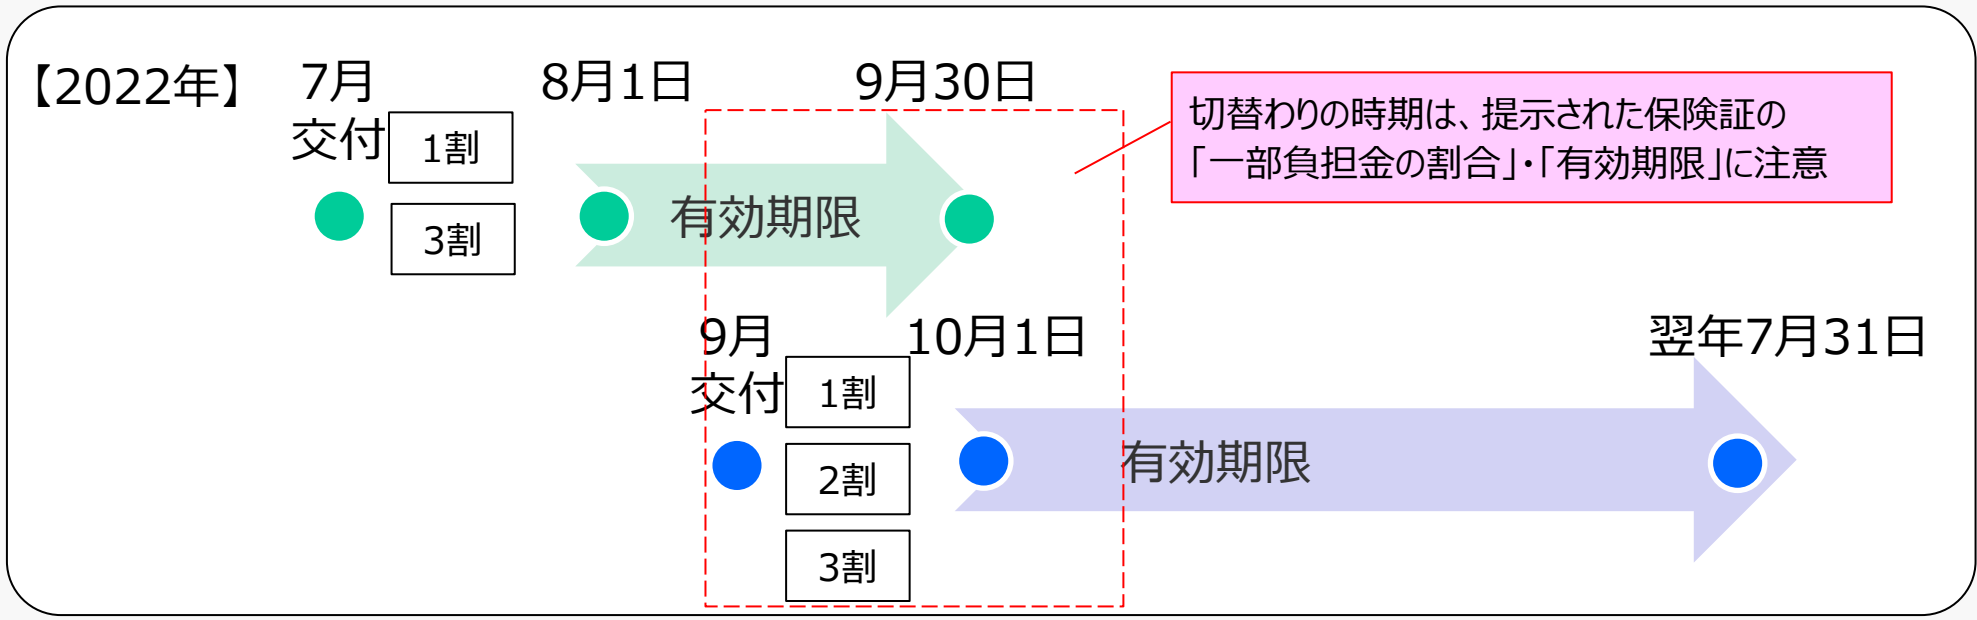 【2022年】
7月
交付
1割
3割
8月1日
9月30日
有効期限
切替わりの時期は、提示された保険証の
「一部負担金の割合」・「有効期限」に注意
9月
交付
1割
2割
3割
10月1日
翌年7月31日
有効期限